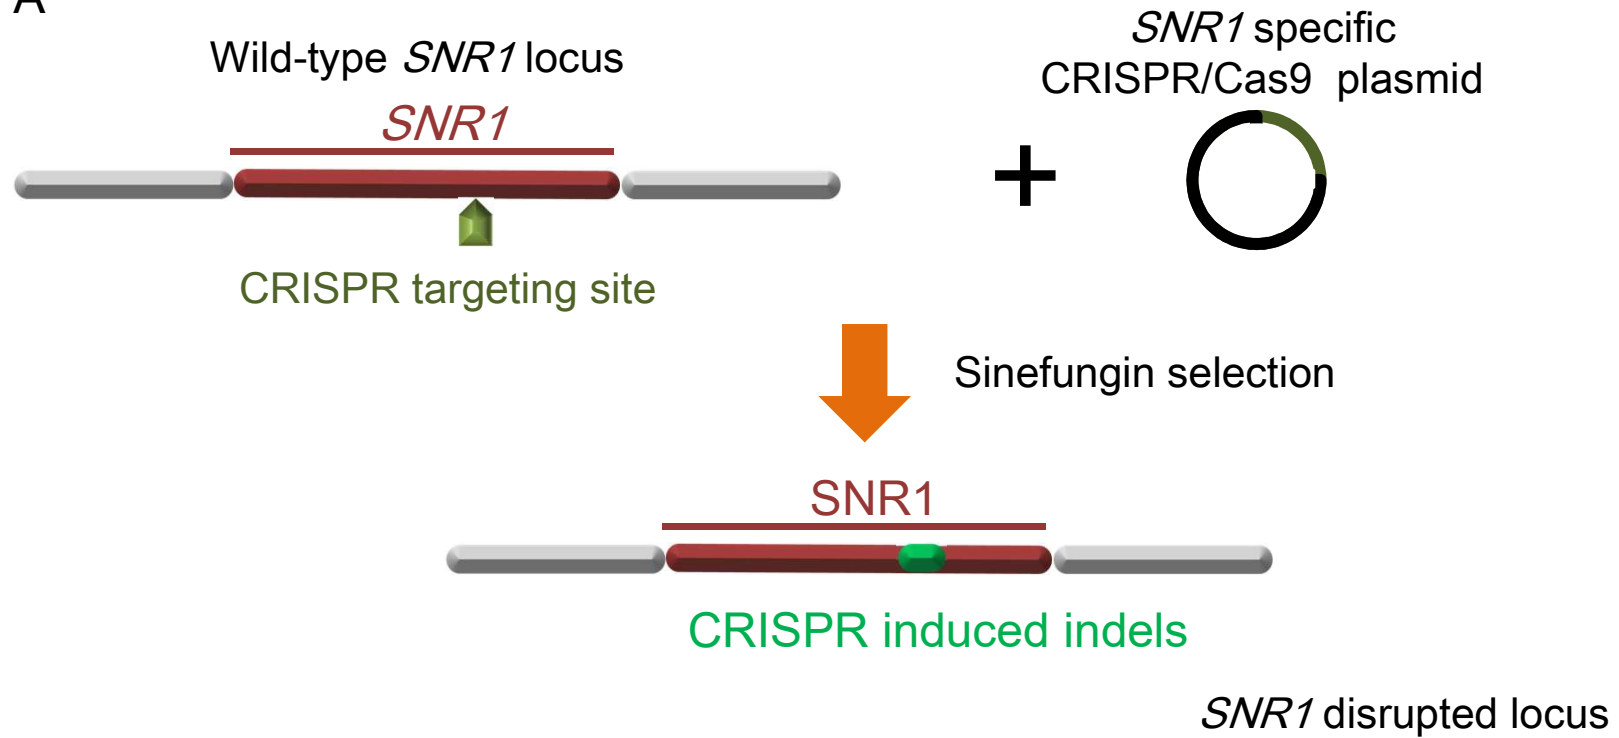 A
Wild-type SNR1 locus
SNR1 specific
CRISPR/Cas9 plasmid
SNR1
CRISPR targeting site
Sinefungin selection
SNR1
CRISPR induced indels
SNR1 disrupted locus